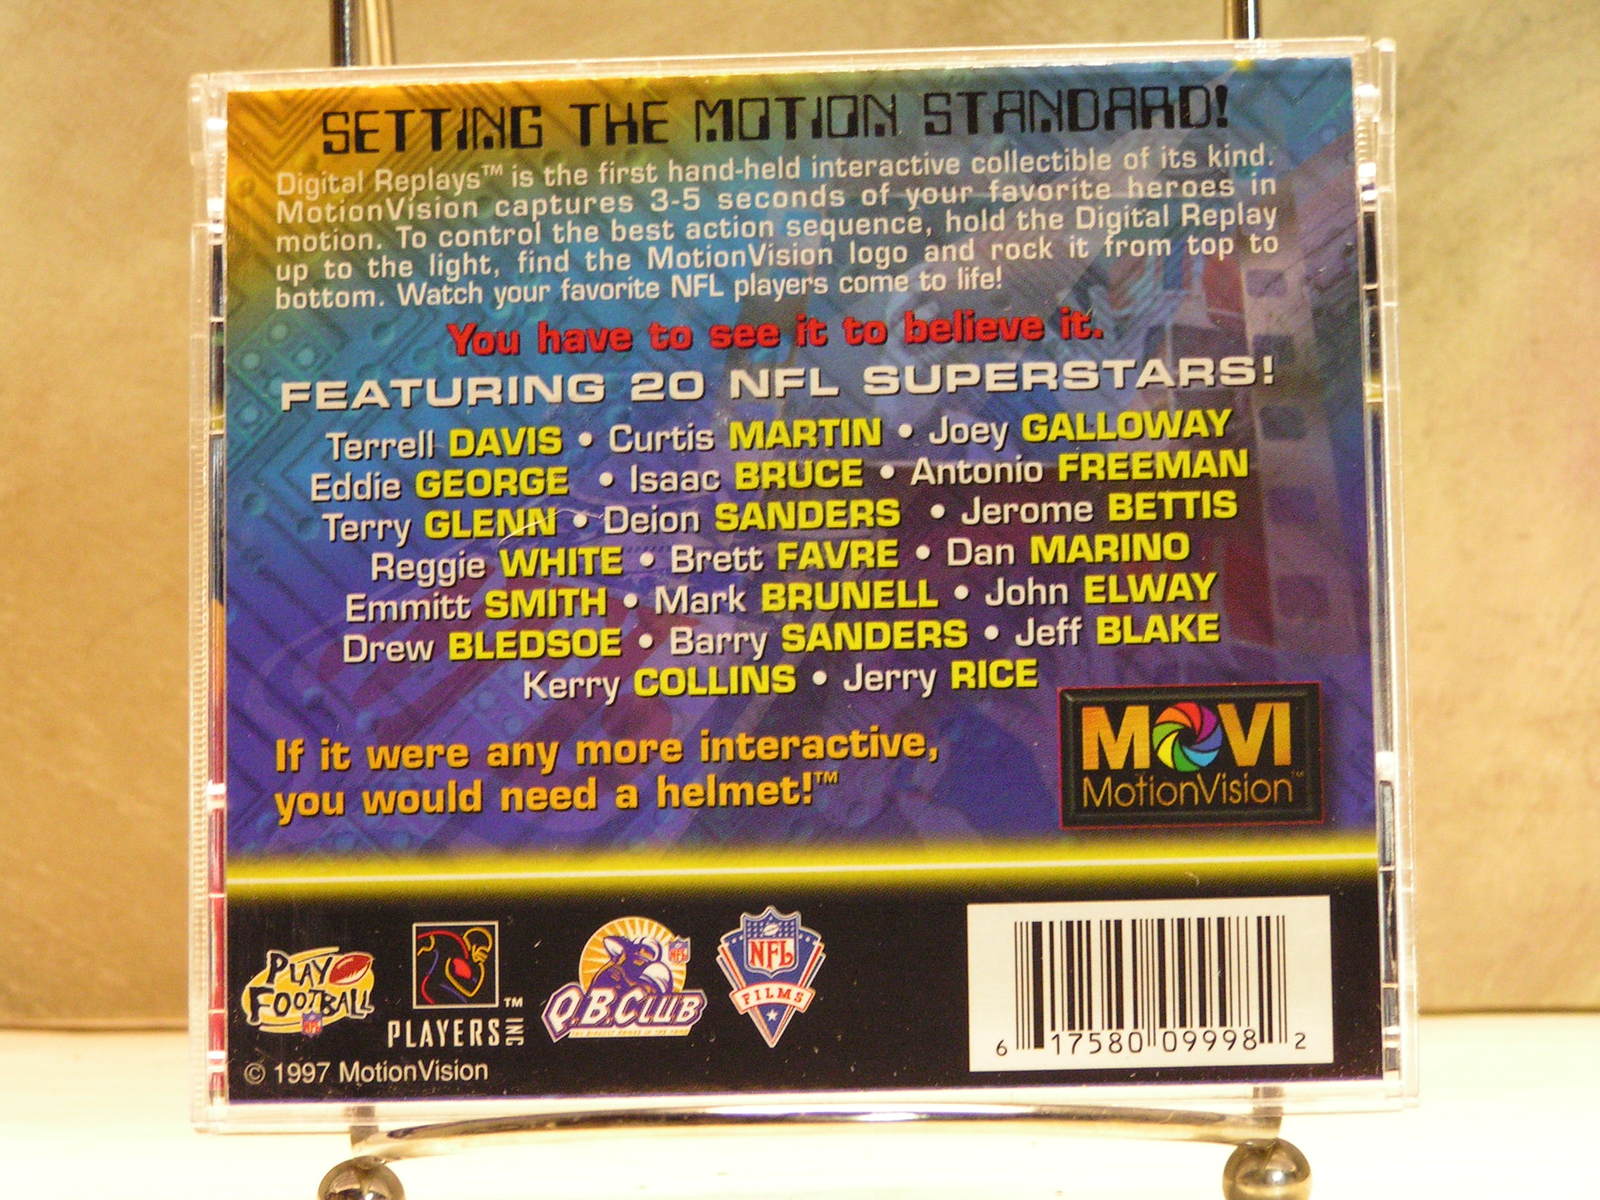 SETTING THE MOTION STANDARD!
Digital Replays™ is the first hand-held interactive collectible of its kind.
MotionVision captures 3-5 seconds of your favorite heroes in
motion. To control the best action sequence, hold the Digital Replay
up to the light, find the MotionVision logo and rock it from top to
bottom. Watch your favorite NFL players come to life!
You have to see it to believe it.
FEATURING 20 NFL SUPERSTARS!
Terrell DAVIS • Curtis MARTIN • Joey GALLOWAY
Eddie GEORGE • Isaac BRUCE • Antonio FREEMAN
Terry GLENN • Deion SANDERS • Jerome BETTIS
Reggie WHITE • Brett FAVRE • Dan MARINO
Emmitt SMITH • Mark BRUNELL • John ELWAY
Drew BLEDSOE • Barry SANDERS • Jeff BLAKE
Kerry COLLINS • Jerry RICE
If it were any more interactive,
you would need a helmet!™
MOVI
MotionVision™
PLAY
FOOTBALL
NFL
PLAYERS INC ™
Q.B. CLUB
NFL
NFL
FILMS
6 17580 09998 2
© 1997 MotionVision